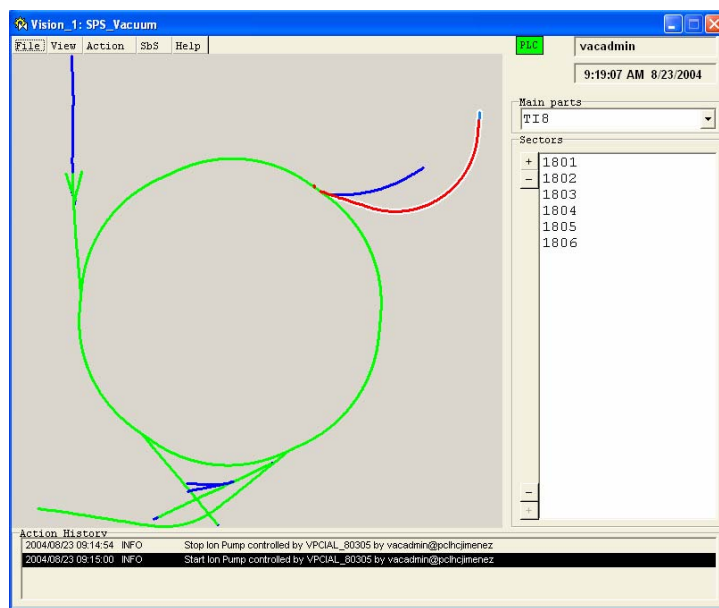 Vision_1: SPS_Vacuum
File View Action SbS Help
PLC
vacadmin
9:19:07 AM 8/23/2004
Main parts
TI8
Sectors
+
1801
-
1802
1803
1804
1805
1806
-
+
Action History
2004/08/23 09:14:54 INFO Stop Ion Pump controlled by VPCIAL_80305 by vacadmin@pclhcjimenez
2004/08/23 09:15:00 INFO Start Ion Pump controlled by VPCIAL_80305 by vacadmin@pclhcjimenez